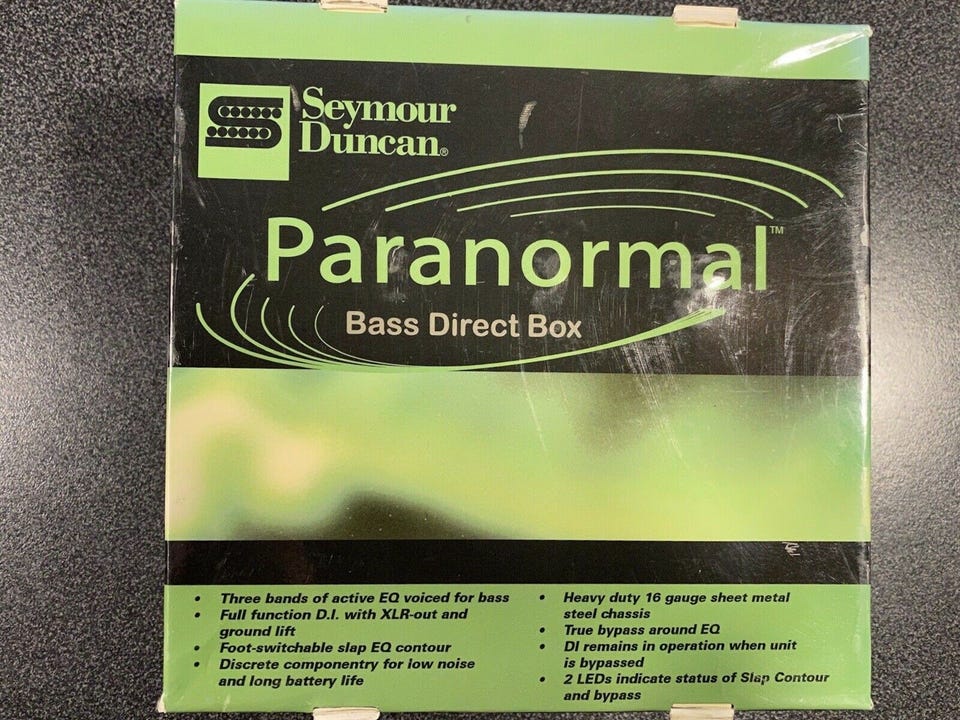 Seymour
Duncan®
Paranormal™
Bass Direct Box
• Three bands of active EQ voiced for bass
• Full function D.I. with XLR-out and
ground lift
• Foot-switchable slap EQ contour
• Discrete componentry for low noise
and long battery life
• Heavy duty 16 gauge sheet metal
steel chassis
• True bypass around EQ
• DI remains in operation when unit
is bypassed
• 2 LEDs indicate status of Slap Contour
and bypass